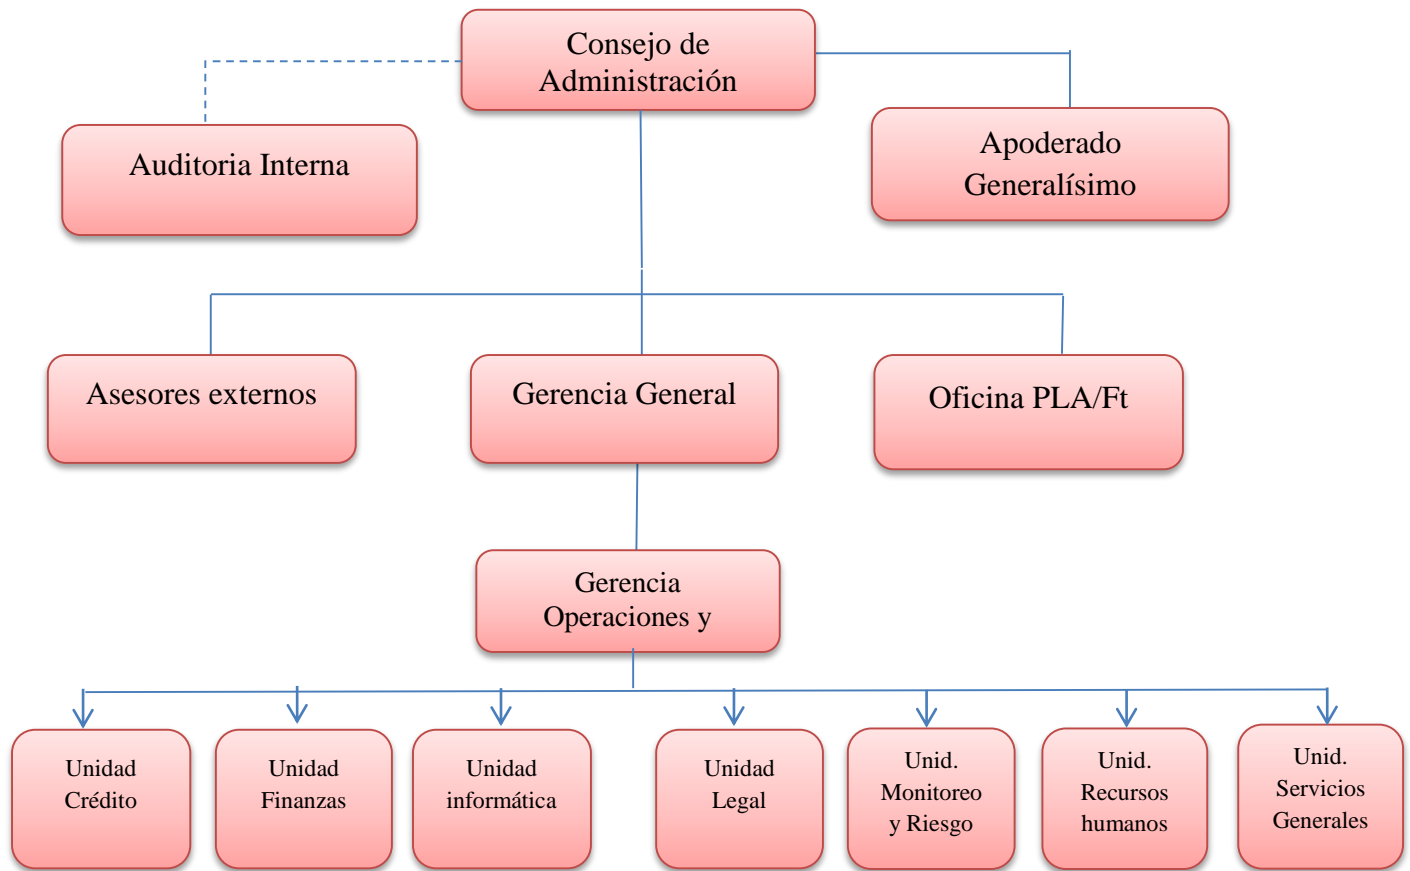 Consejo de
Administración
Auditoria Interna
Apoderado
Generalísimo
Asesores externos
Gerencia General
Oficina PLA/Ft
Gerencia
Operaciones y
Unidad
Crédito
Unidad
Finanzas
Unidad
informática
Unidad
Legal
Unid.
Monitoreo
y Riesgo
Unid.
Recursos
humanos
Unid.
Servicios
Generales